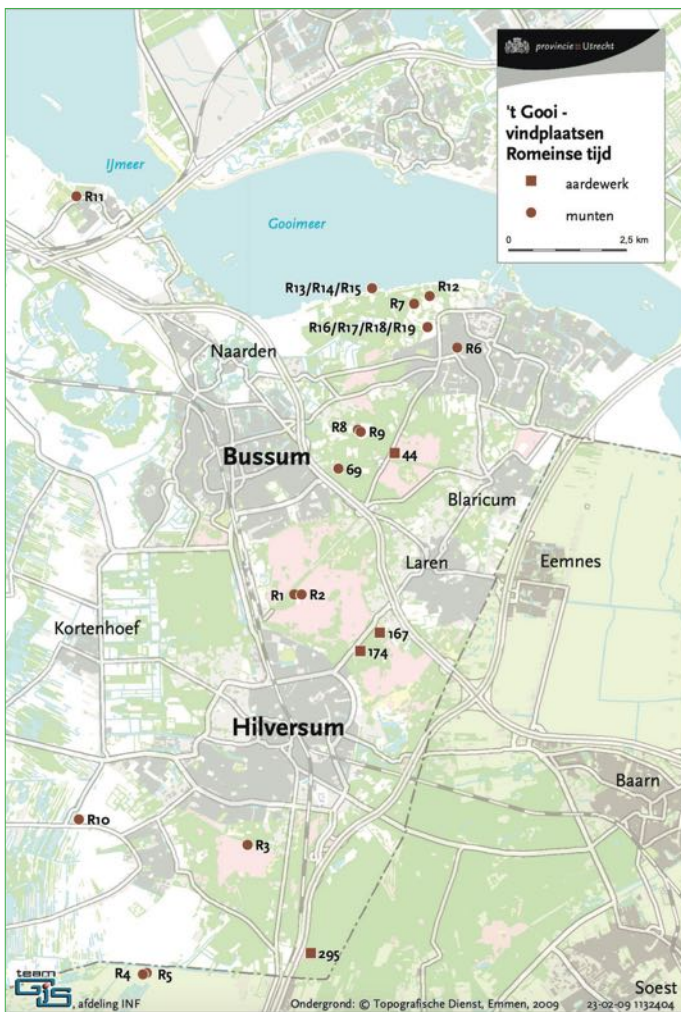 provincie :: Utrecht
't Gooi -
vindplaatsen
Romeinse tijd
aardewerk
munten
0 2,5 km
IJmeer
R11
Gooimeer
R13/R14/R15
R12
R7
R16/R17/R18/R19
R6
Naarden
R8
R9
44
Bussum
69
Blaricum
Laren
Eemnes
R1
R2
167
Kortenhoef
174
Hilversum
Baarn
R10
R3
295
R4
R5
Soest
team
GIS, afdeling INF
Ondergrond: © Topografische Dienst, Emmen, 2009
23-02-09 1132404